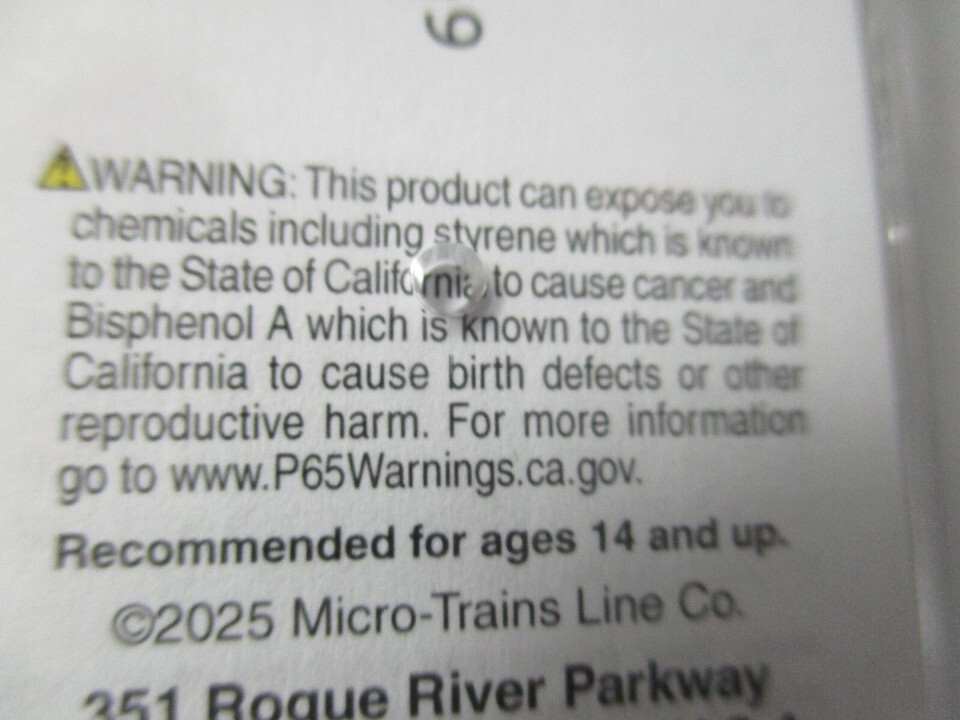 6
WARNING: This product can expose you to
chemicals including styrene which is known
to the State of California to cause cancer and
Bisphenol A which is known to the State of
California to cause birth defects or other
reproductive harm. For more information
go to www.P65Warnings.ca.gov.
Recommended for ages 14 and up.
©2025 Micro-Trains Line Co.
351 Rogue River Parkway